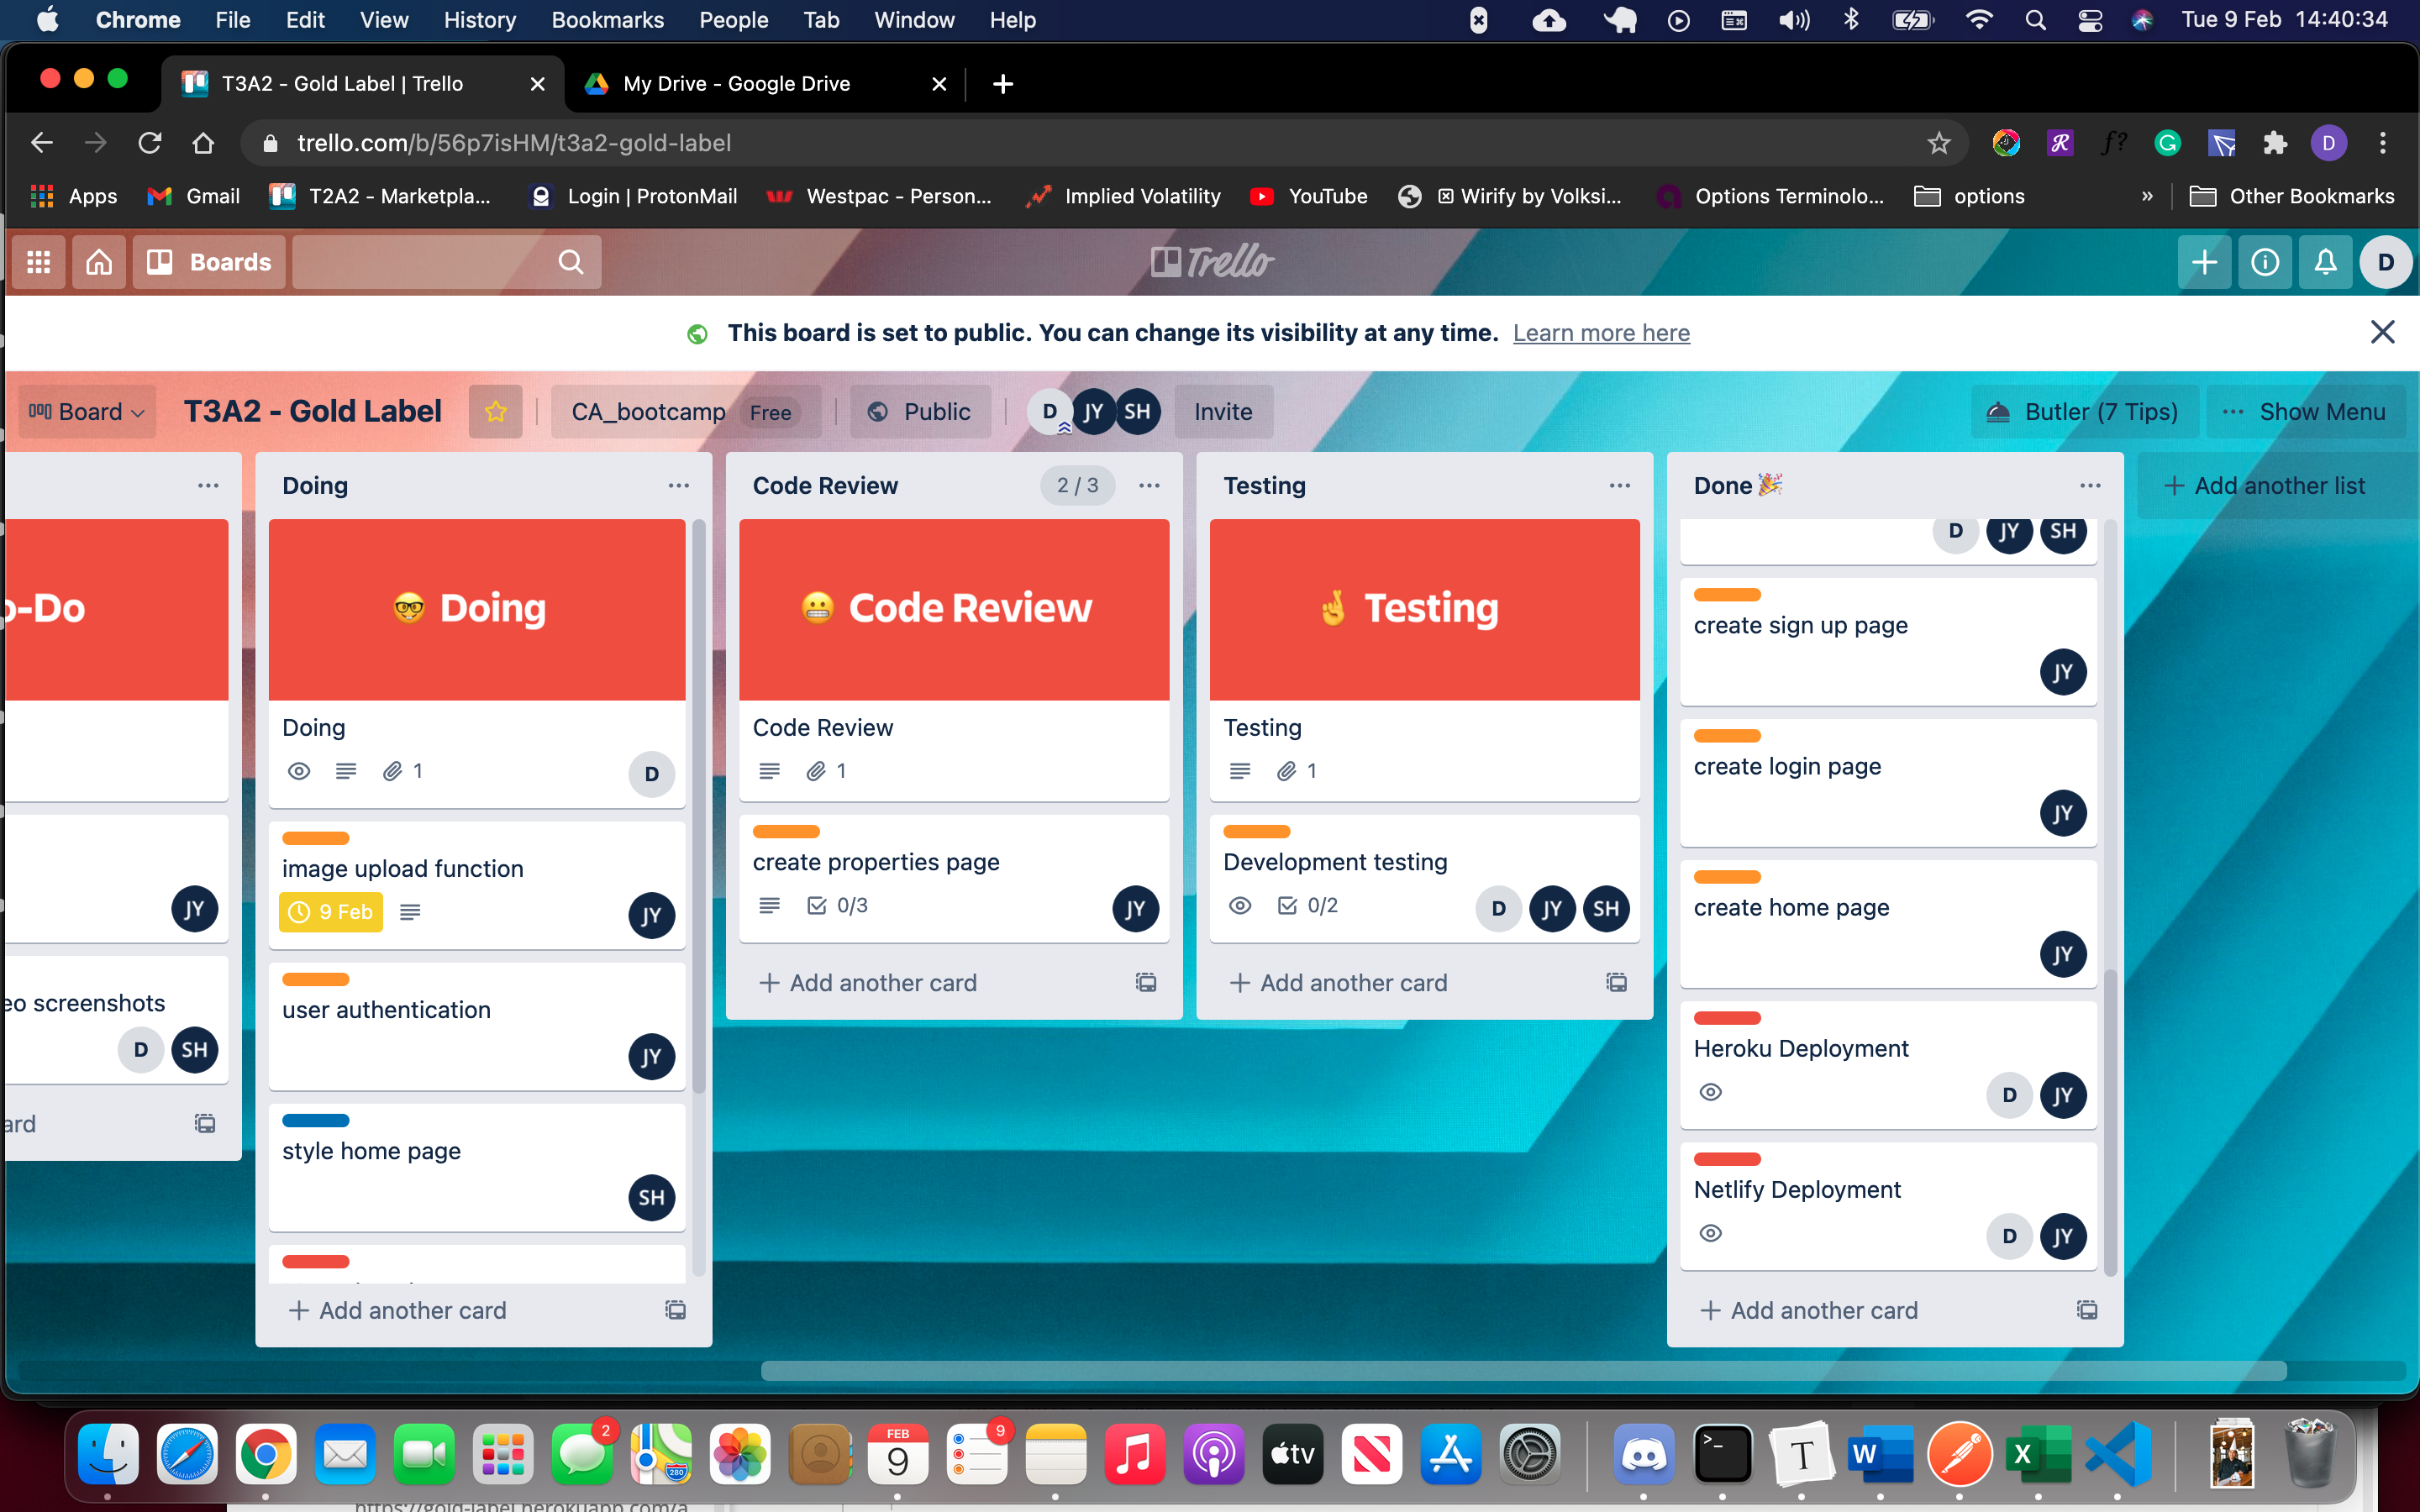 Chrome File Edit View History Bookmarks People Tab Window Help Tue 9 Feb 14:40:34
T3A2 - Gold Label | Trello
My Drive - Google Drive
trello.com/b/56p7isHM/t3a2-gold-label
Apps Gmail T2A2 - Marketpla... Login | ProtonMail Westpac - Person... Implied Volatility YouTube Wirify by Volksi... Options Terminolo... options » Other Bookmarks
Boards
Trello
D
This board is set to public. You can change its visibility at any time. Learn more here
Board T3A2 - Gold Label CA_bootcamp Free Public D JY SH Invite Butler (7 Tips) ... Show Menu
o-Do
JY
eo screenshots
D SH
ard
Doing
🤓 Doing
Doing
1
D
image upload function
9 Feb
JY
user authentication
JY
style home page
SH
+ Add another card
Code Review
2 / 3
😬 Code Review
Code Review
1
create properties page
0/3
JY
+ Add another card
Testing
🤞 Testing
Testing
1
Development testing
0/2
D JY SH
+ Add another card
Done 🎉
D JY SH
create sign up page
JY
create login page
JY
create home page
JY
Heroku Deployment
D JY
Netlify Deployment
D JY
+ Add another card
+ Add another list
2
FEB
9
9
280
tv
T
W
X
https://gold-label.herokuapp.com/a